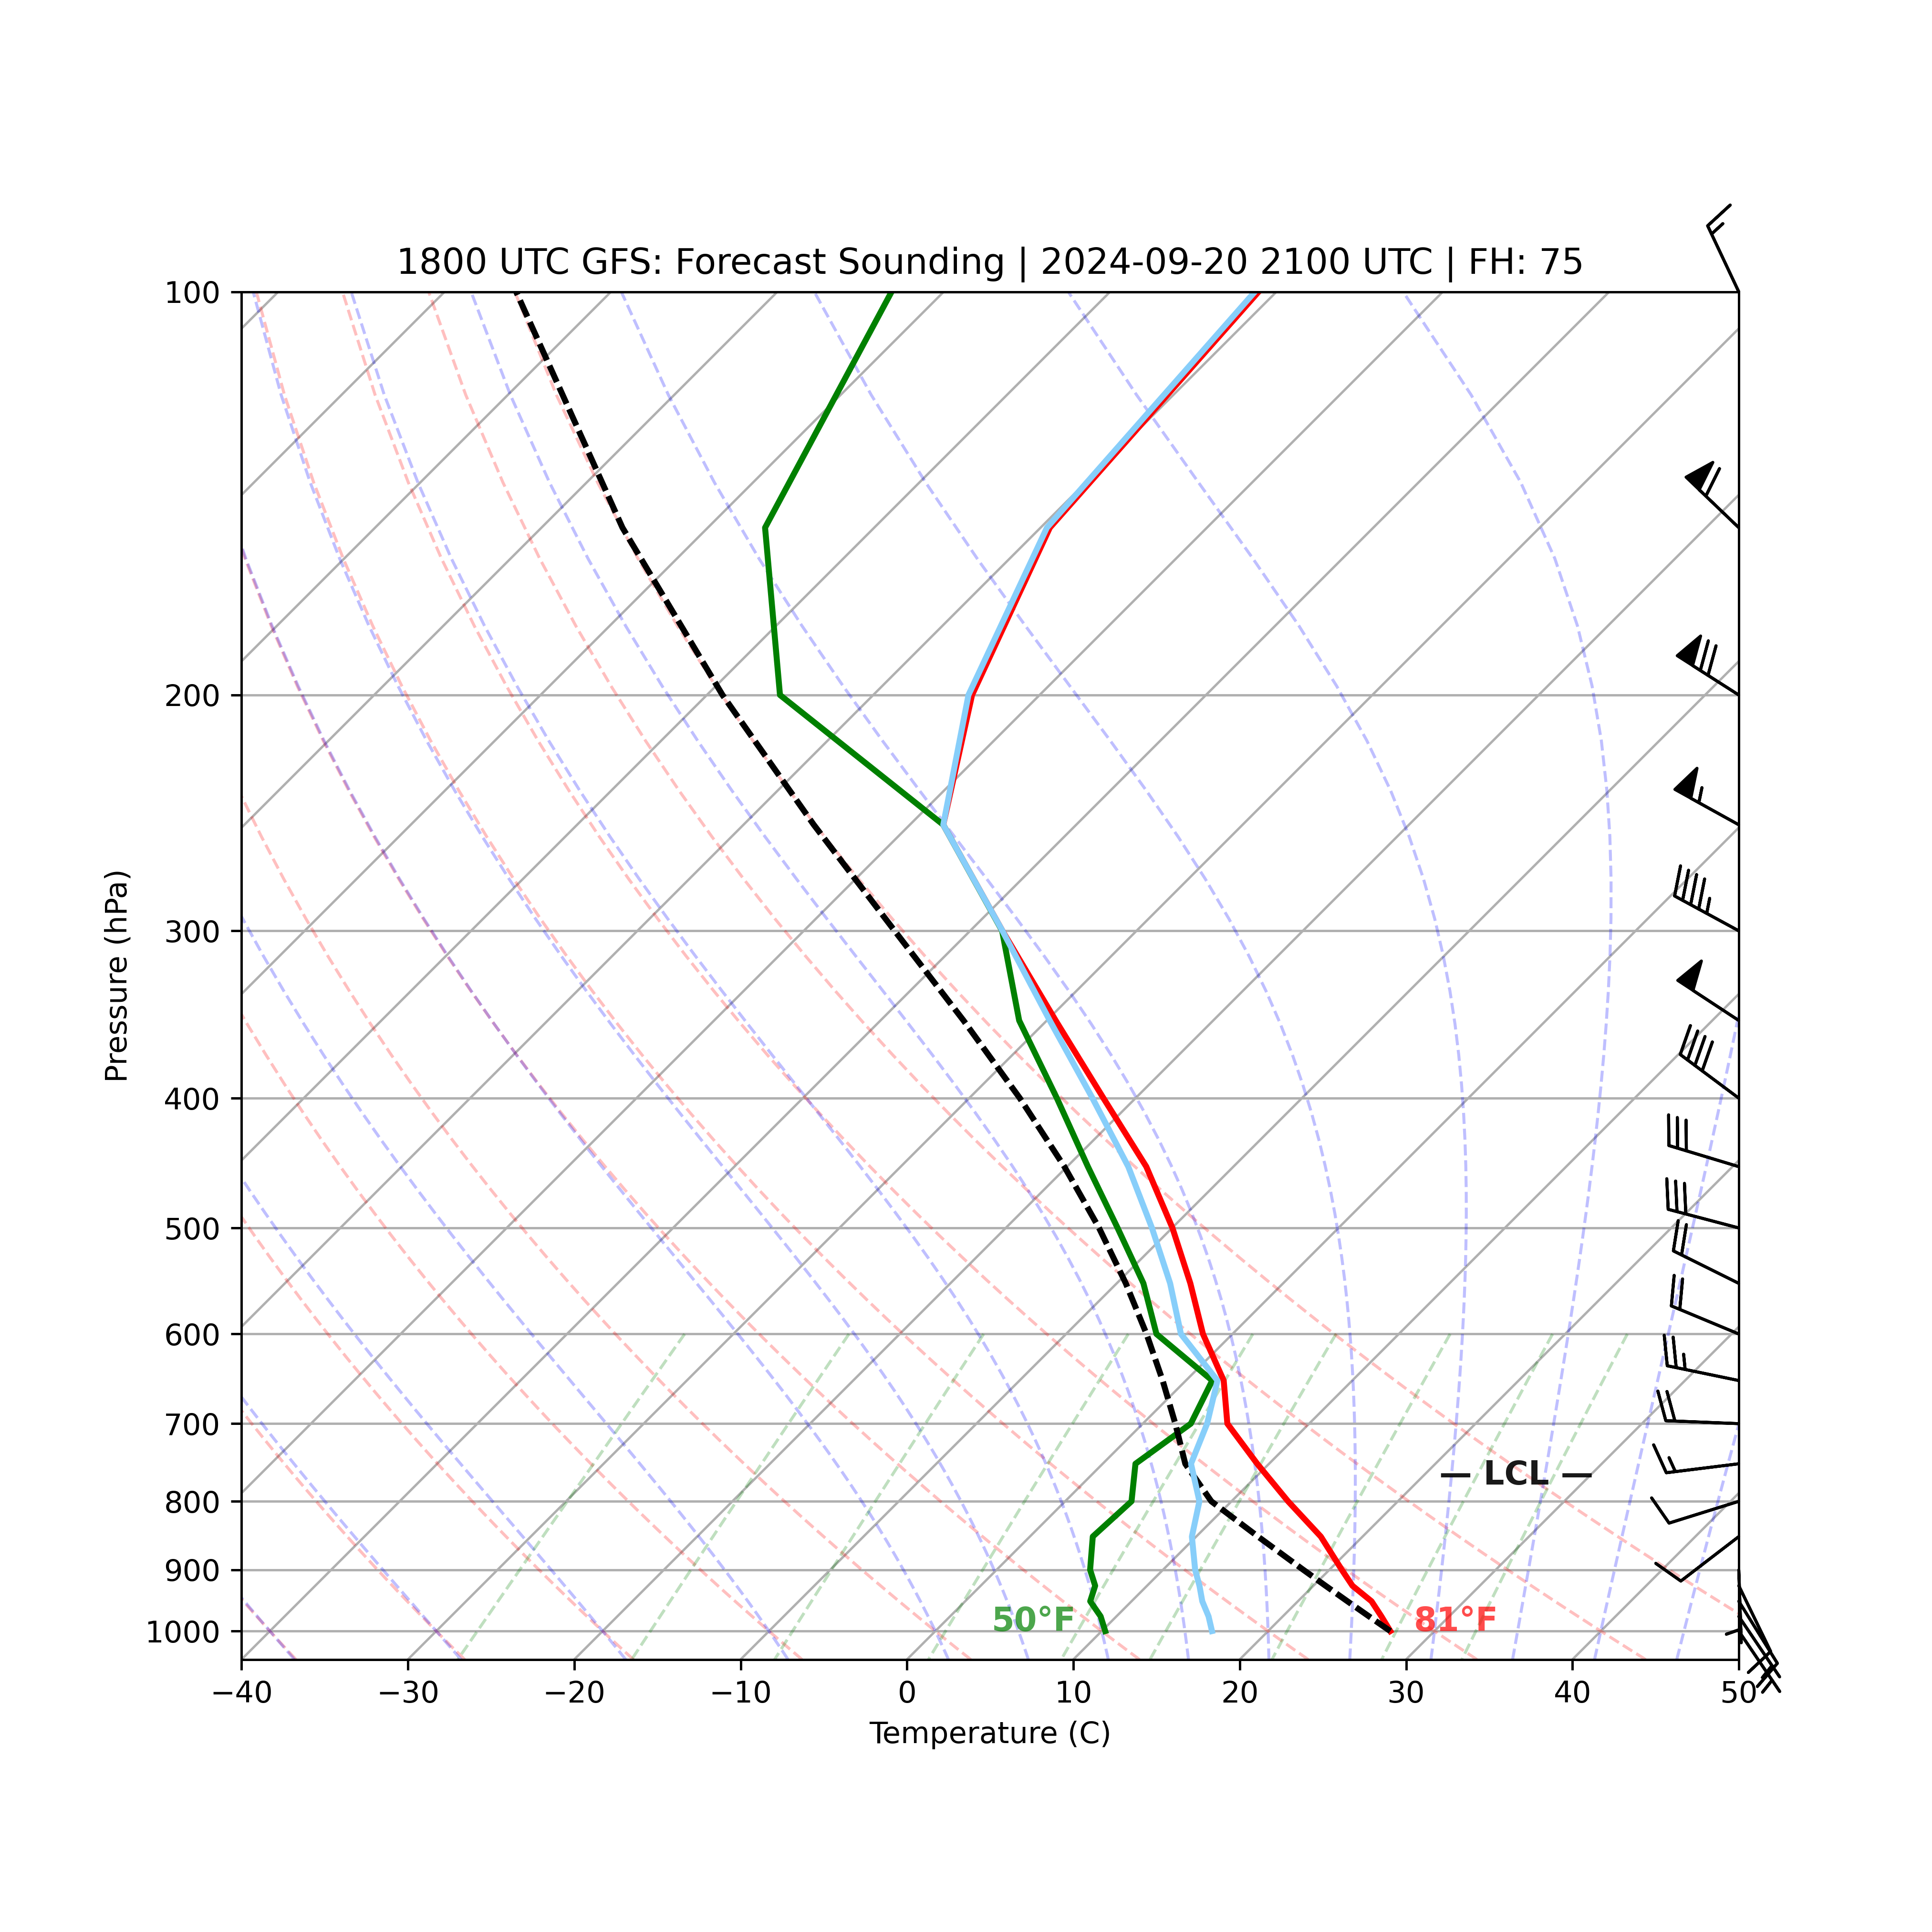 1800 UTC GFS: Forecast Sounding | 2024-09-20 2100 UTC | FH: 75
100
200
300
400
500
600
700
800
900
1000
Pressure (hPa)
— LCL —
50°F
81°F
−40 −30 −20 −10 0 10 20 30 40 50
Temperature (C)